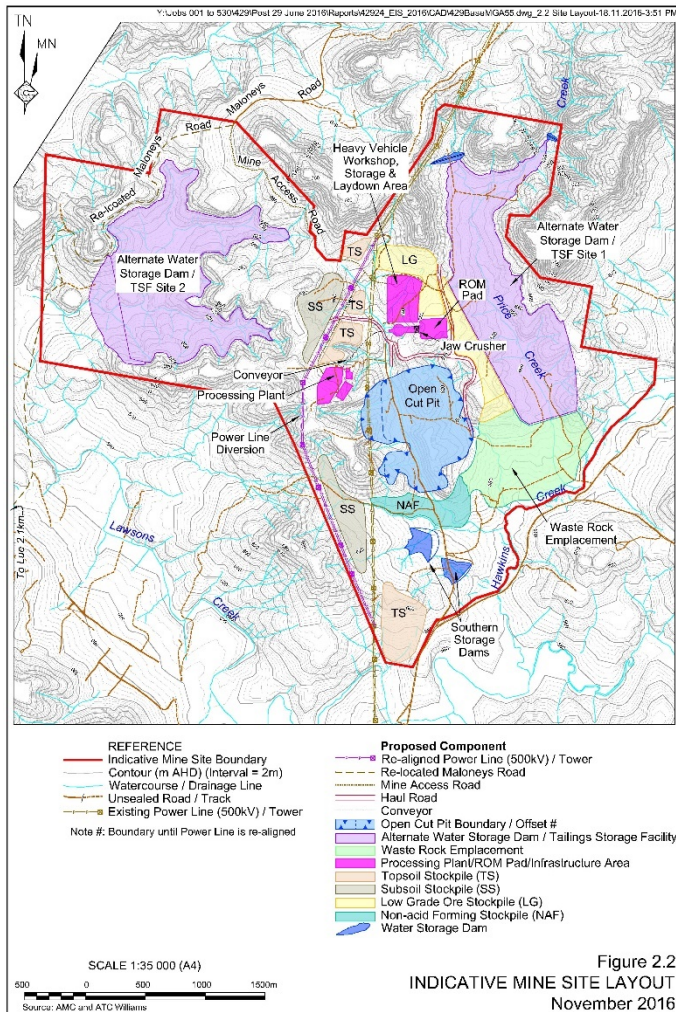 Y:\Jobs 001 to 530\429\Post 29 June 2016\Reports\42924_EIS_2016\CAD\429BaseMGA55.dwg_2.2 Site Layout-18.11.2016-3:51 PM
TN
MN
Maloneys Road
Creek
Re-located Maloneys Road
Mine Access Road
Heavy Vehicle
Workshop,
Storage &
Laydown Area
Alternate Water
Storage Dam /
TSF Site 1
Alternate Water
Storage Dam /
TSF Site 2
TS
LG
ROM
Pad
SS
TS
TS
Price
Creek
Jaw Crusher
Conveyor
Processing Plant
Open
Cut Pit
Power Line
Diversion
SS
NAF
Creek
Waste Rock
Emplacement
Lawsons
Creek
Hawkins
To Lue 2.1km
TS
Southern
Storage
Dams
REFERENCE
Indicative Mine Site Boundary
Contour (m AHD) (Interval = 2m)
Watercourse / Drainage Line
Unsealed Road / Track
Existing Power Line (500kV) / Tower
Note #: Boundary until Power Line is re-aligned
Proposed Component
Re-aligned Power Line (500kV) / Tower
Re-located Maloneys Road
Mine Access Road
Haul Road
Conveyor
Open Cut Pit Boundary / Offset #
Alternate Water Storage Dam / Tailings Storage Facility
Waste Rock Emplacement
Processing Plant/ROM Pad/Infrastructure Area
Topsoil Stockpile (TS)
Subsoil Stockpile (SS)
Low Grade Ore Stockpile (LG)
Non-acid Forming Stockpile (NAF)
Water Storage Dam
SCALE 1:35 000 (A4)
500 0 500 1000 1500m
Source: AMC and ATC Williams
Figure 2.2
INDICATIVE MINE SITE LAYOUT
November 2016